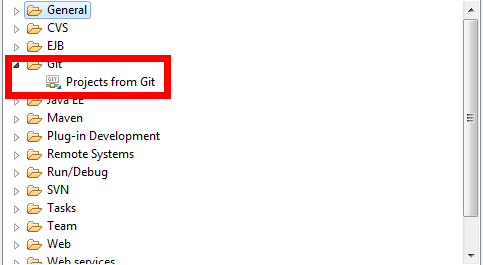 General
CVS
EJB
Git
GIT
Projects from Git
Java EE
Maven
Plug-in Development
Remote Systems
Run/Debug
SVN
Tasks
Team
Web
Web services